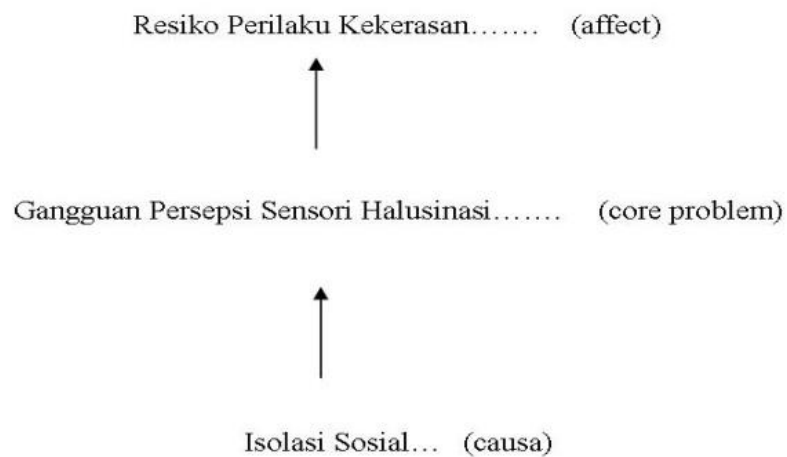 Resiko Perilaku Kekerasan....... (affect)
Gangguan Persepsi Sensori Halusinasi....... (core problem)
Isolasi Sosial... (causa)